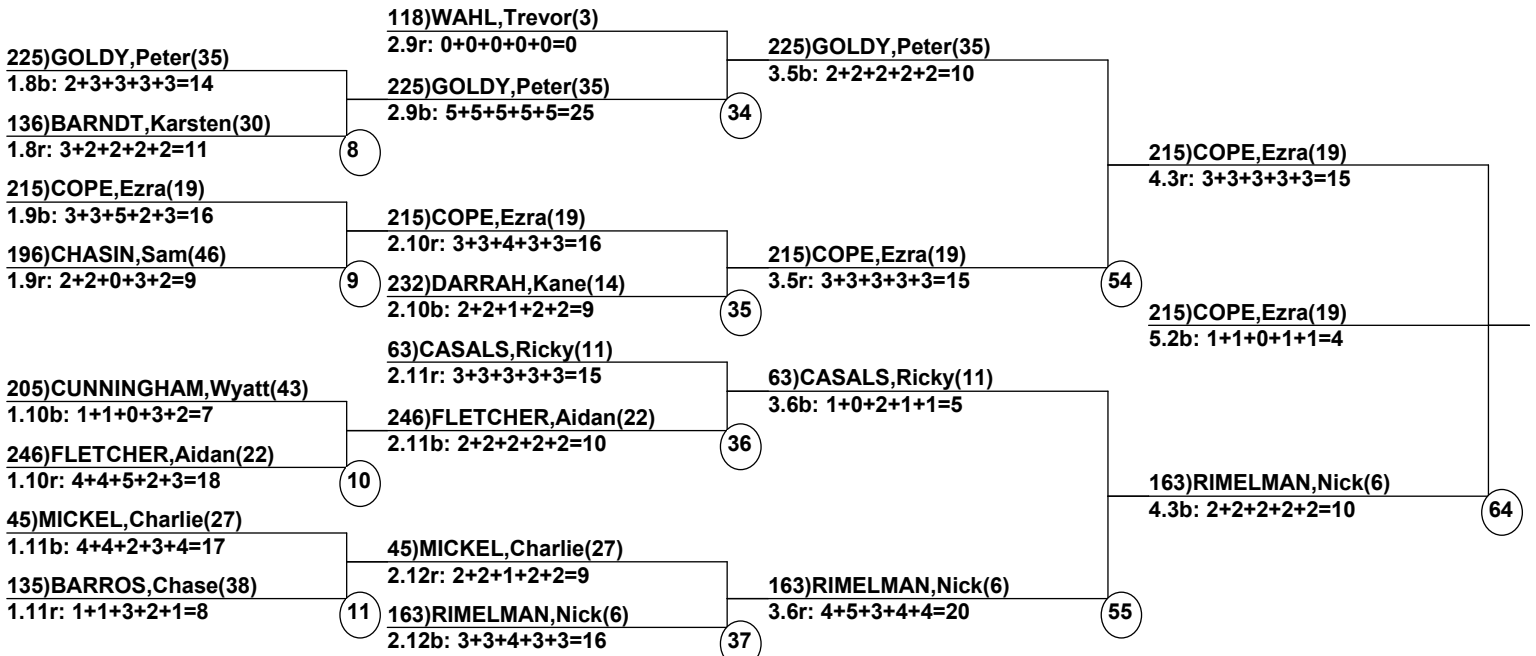 225)GOLDY,Peter(35)
1.8b: 2+3+3+3+3=14
136)BARNDT,Karsten(30)
1.8r: 3+2+2+2+2=11
8
215)COPE,Ezra(19)
1.9b: 3+3+5+2+3=16
196)CHASIN,Sam(46)
1.9r: 2+2+0+3+2=9
9
205)CUNNINGHAM,Wyatt(43)
1.10b: 1+1+0+3+2=7
246)FLETCHER,Aidan(22)
1.10r: 4+4+5+2+3=18
10
45)MICKEL,Charlie(27)
1.11b: 4+4+2+3+4=17
135)BARROS,Chase(38)
1.11r: 1+1+3+2+1=8
11
118)WAHL,Trevor(3)
2.9r: 0+0+0+0+0=0
225)GOLDY,Peter(35)
2.9b: 5+5+5+5+5=25
34
215)COPE,Ezra(19)
2.10r: 3+3+4+3+3=16
232)DARRAH,Kane(14)
2.10b: 2+2+1+2+2=9
35
63)CASALS,Ricky(11)
2.11r: 3+3+3+3+3=15
246)FLETCHER,Aidan(22)
2.11b: 2+2+2+2+2=10
36
45)MICKEL,Charlie(27)
2.12r: 2+2+1+2+2=9
163)RIMELMAN,Nick(6)
2.12b: 3+3+4+3+3=16
37
225)GOLDY,Peter(35)
3.5b: 2+2+2+2+2=10
215)COPE,Ezra(19)
3.5r: 3+3+3+3+3=15
54
63)CASALS,Ricky(11)
3.6b: 1+0+2+1+1=5
163)RIMELMAN,Nick(6)
3.6r: 4+5+3+4+4=20
55
215)COPE,Ezra(19)
4.3r: 3+3+3+3+3=15
215)COPE,Ezra(19)
5.2b: 1+1+0+1+1=4
163)RIMELMAN,Nick(6)
4.3b: 2+2+2+2+2=10
64